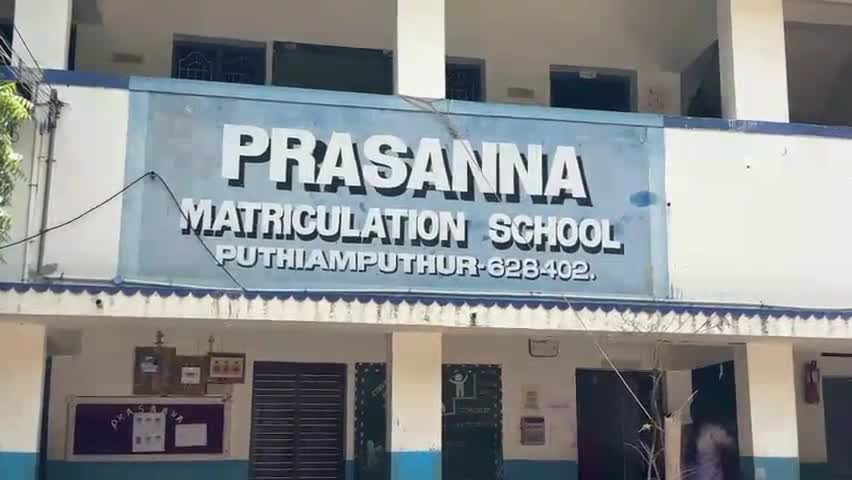 PRASANNA
MATRICULATION SCHOOL
PUTHIAMPUTHUR-628402.
PRASANNA